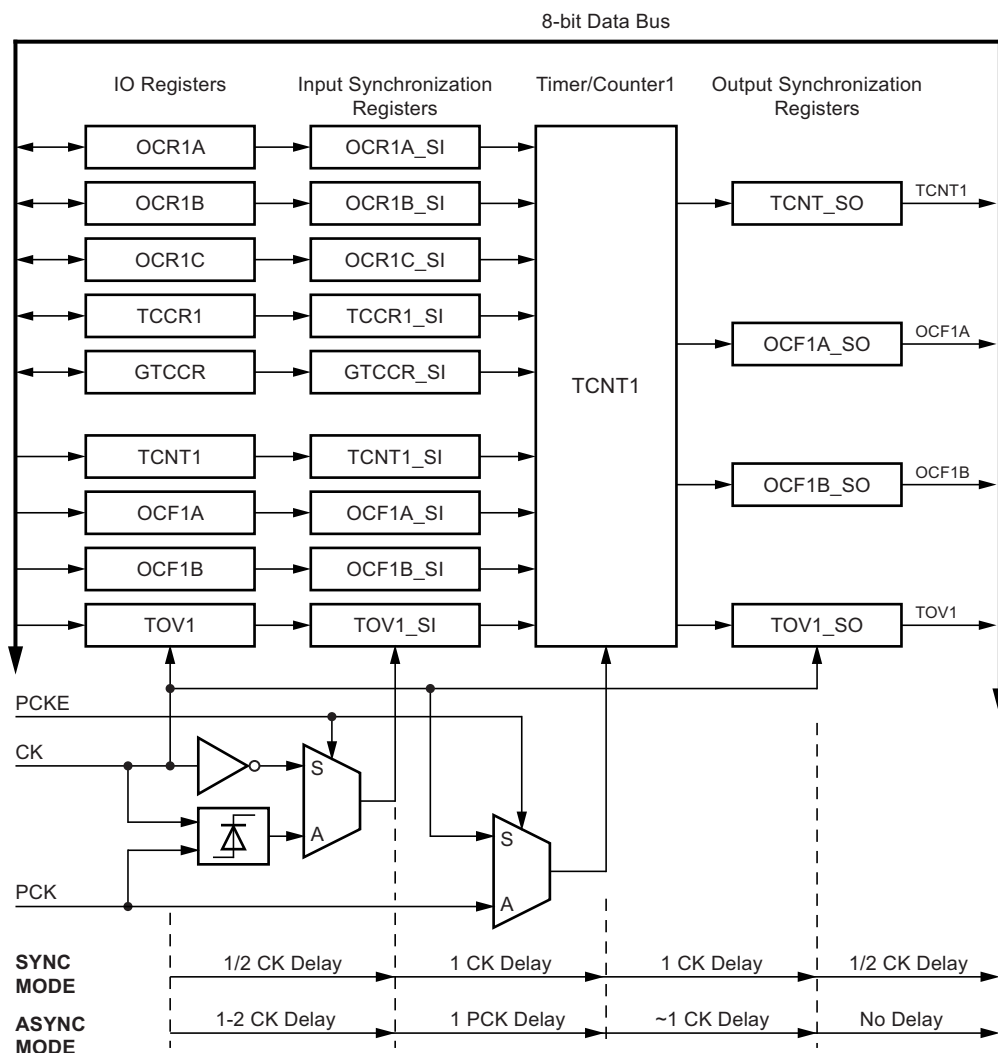 8-bit Data Bus
IO Registers
Input Synchronization
Registers
Timer/Counter1
Output Synchronization
Registers
OCR1A
OCR1A_SI
OCR1B
OCR1B_SI
TCNT_SO
TCNT1
OCR1C
OCR1C_SI
TCCR1
TCCR1_SI
OCF1A_SO
OCF1A
GTCCR
GTCCR_SI
TCNT1
TCNT1
TCNT1_SI
OCF1B_SO
OCF1B
OCF1A
OCF1A_SI
OCF1B
OCF1B_SI
TOV1
TOV1_SI
TOV1_SO
TOV1
PCKE
CK
S
A
S
A
PCK
SYNC
MODE
1/2 CK Delay
1 CK Delay
1 CK Delay
1/2 CK Delay
ASYNC
MODE
1-2 CK Delay
1 PCK Delay
~1 CK Delay
No Delay